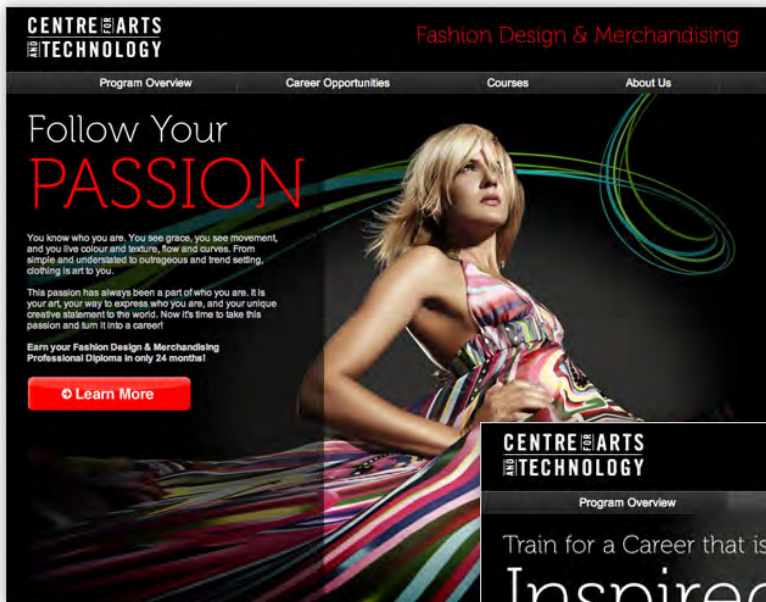 CENTRE FOR ARTS
AND TECHNOLOGY
Fashion Design & Merchandising
Program Overview
Career Opportunities
Courses
About Us
Follow Your
PASSION
You know who you are. You see grace, you see movement,
and you live colour and texture, flow and curves. From
simple and understated to outrageous and trend setting,
clothing is art to you.
This passion has always been a part of who you are. It is
your art, your way to express who you are, and your unique
creative statement to the world. Now it's time to take this
passion and turn it into a career!
Earn your Fashion Design & Merchandising
Professional Diploma in only 24 months!
Learn More
CENTRE FOR ARTS
AND TECHNOLOGY
Program Overview
Train for a Career that is
Inspired